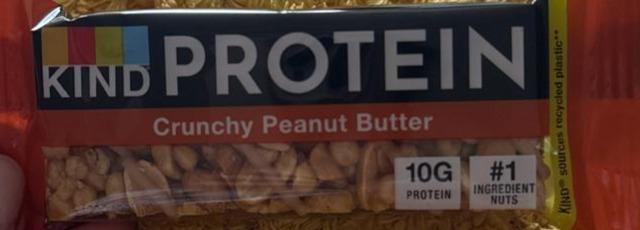 KIND PROTEIN
Crunchy Peanut Butter
10G
PROTEIN
#1
INGREDIENT
NUTS
KIND® sources recycled plastic**